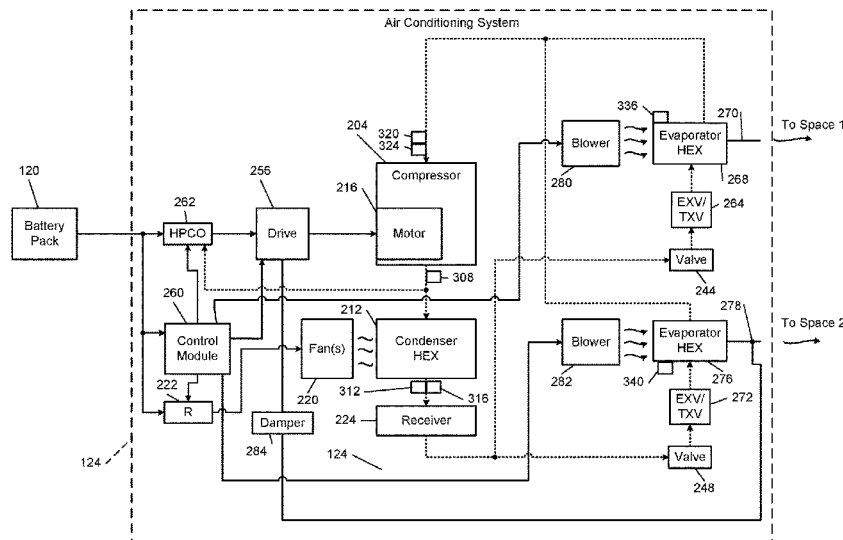 Air Conditioning System
336
270
To Space 1
320
324
204
Compressor
Blower
280
Evaporator
HEX
268
120
256
216
Motor
EXV/
TXV
264
262
Battery
Pack
HPCO
Drive
Valve
244
308
260
212
278
To Space 2
Control
Module
Fan(s)
220
Condenser
HEX
Blower
282
Evaporator
HEX
276
340
222
R
312
316
EXV/
TXV
272
Damper
284
224
Receiver
124
124
Valve
248